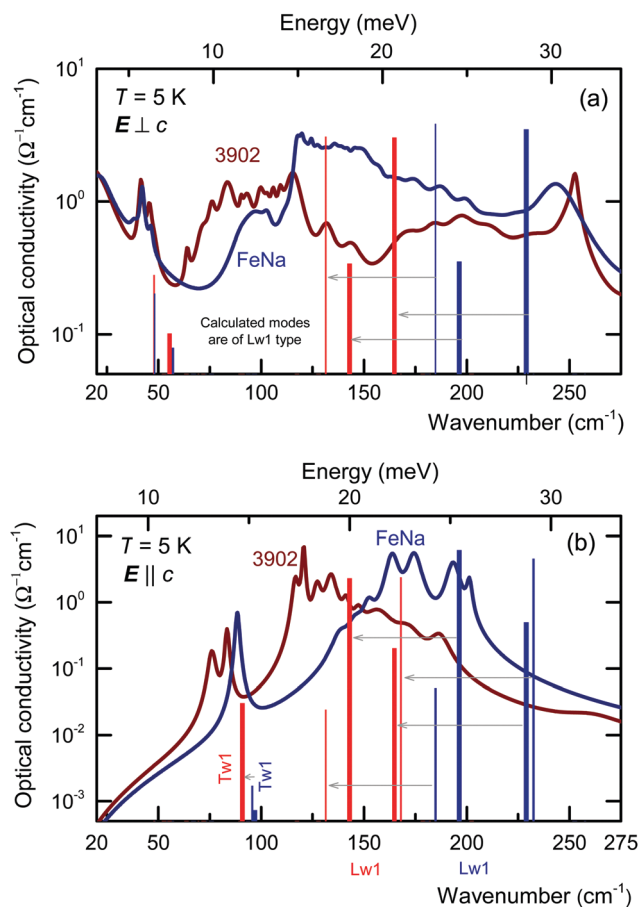 Energy (meV)
10 20 30
Optical conductivity (Ω⁻¹cm⁻¹)
10¹
10⁰
10⁻¹
T = 5 K
E ⊥ c
(a)
3902
FeNa
Calculated modes
are of Lw1 type
20 50 100 150 200 250
Wavenumber (cm⁻¹)
Energy (meV)
10 20 30
Optical conductivity (Ω⁻¹cm⁻¹)
10¹
10⁰
10⁻¹
10⁻²
10⁻³
T = 5 K
E || c
(b)
3902
FeNa
Tw1
Tw1
20 50 100 150 200 275
Lw1 Lw1
Wavenumber (cm⁻¹)